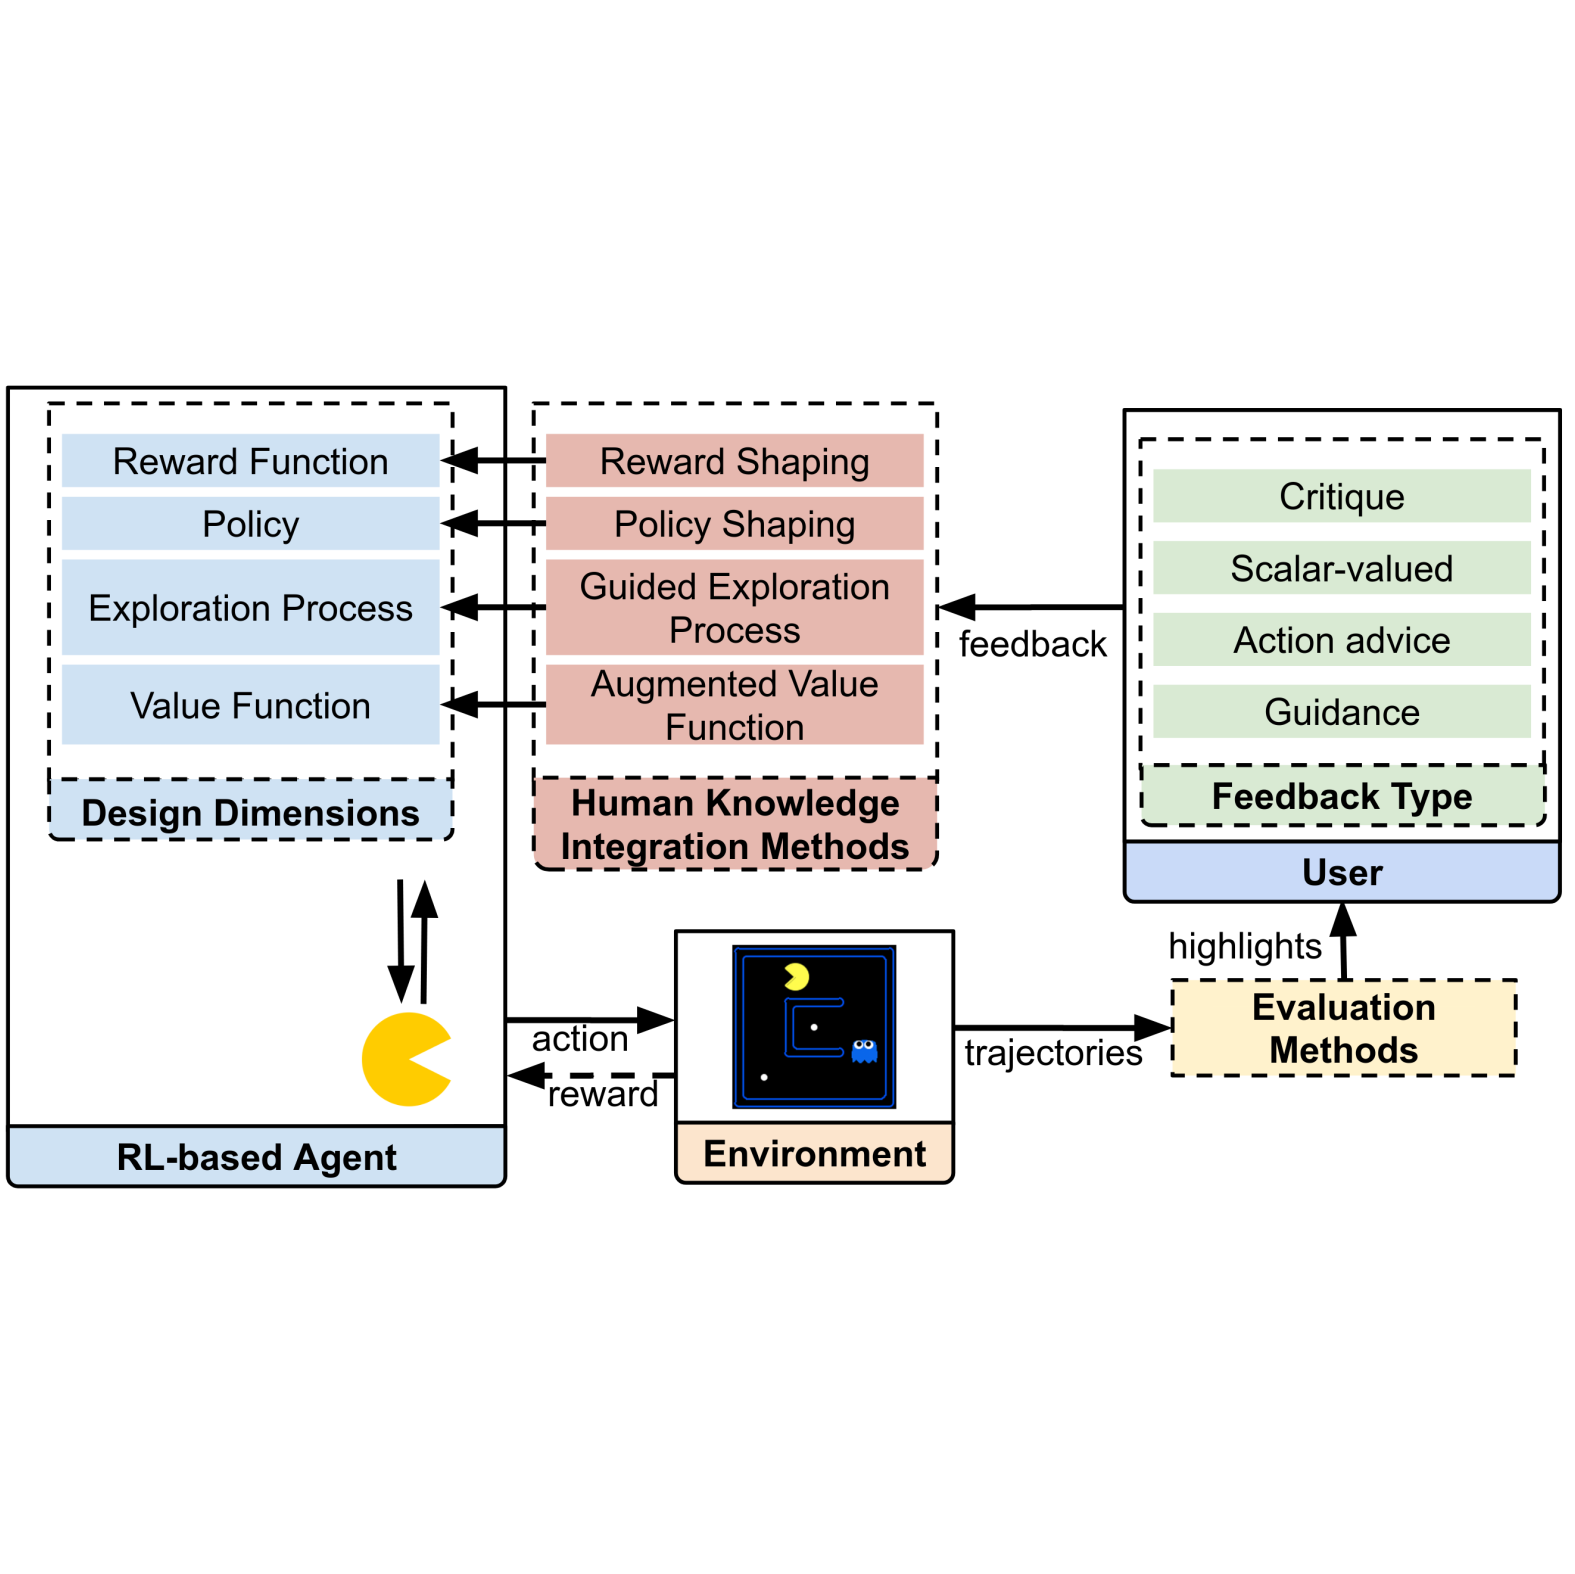 Reward Function
Policy
Exploration Process
Value Function
Design Dimensions
Reward Shaping
Policy Shaping
Guided Exploration
Process
Augmented Value
Function
Human Knowledge
Integration Methods
feedback
Critique
Scalar-valued
Action advice
Guidance
Feedback Type
User
highlights
Evaluation
Methods
trajectories
action
reward
Environment
RL-based Agent